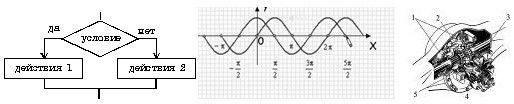 да
нет
условие
действия 1
действия 2
Y
0
X
-π
π
2π
-π/2
π/2
3π/2
5π/2
1
2
3
5
4